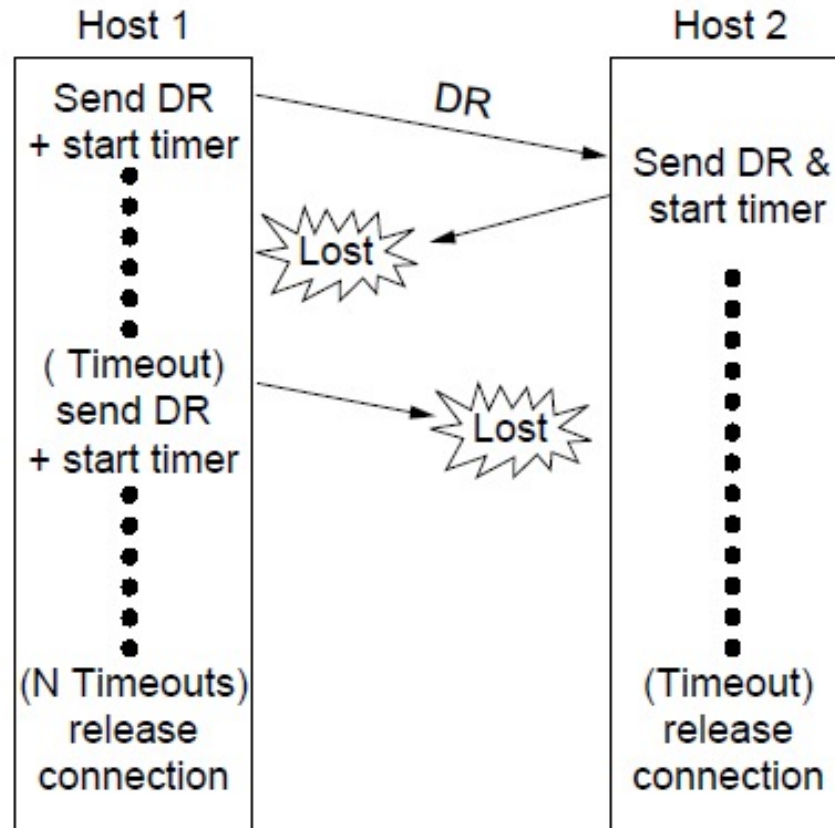 Host 1
Host 2
Send DR
+ start timer
DR
Send DR &
start timer
Lost
( Timeout)
send DR
+ start timer
Lost
(N Timeouts)
release
connection
(Timeout)
release
connection